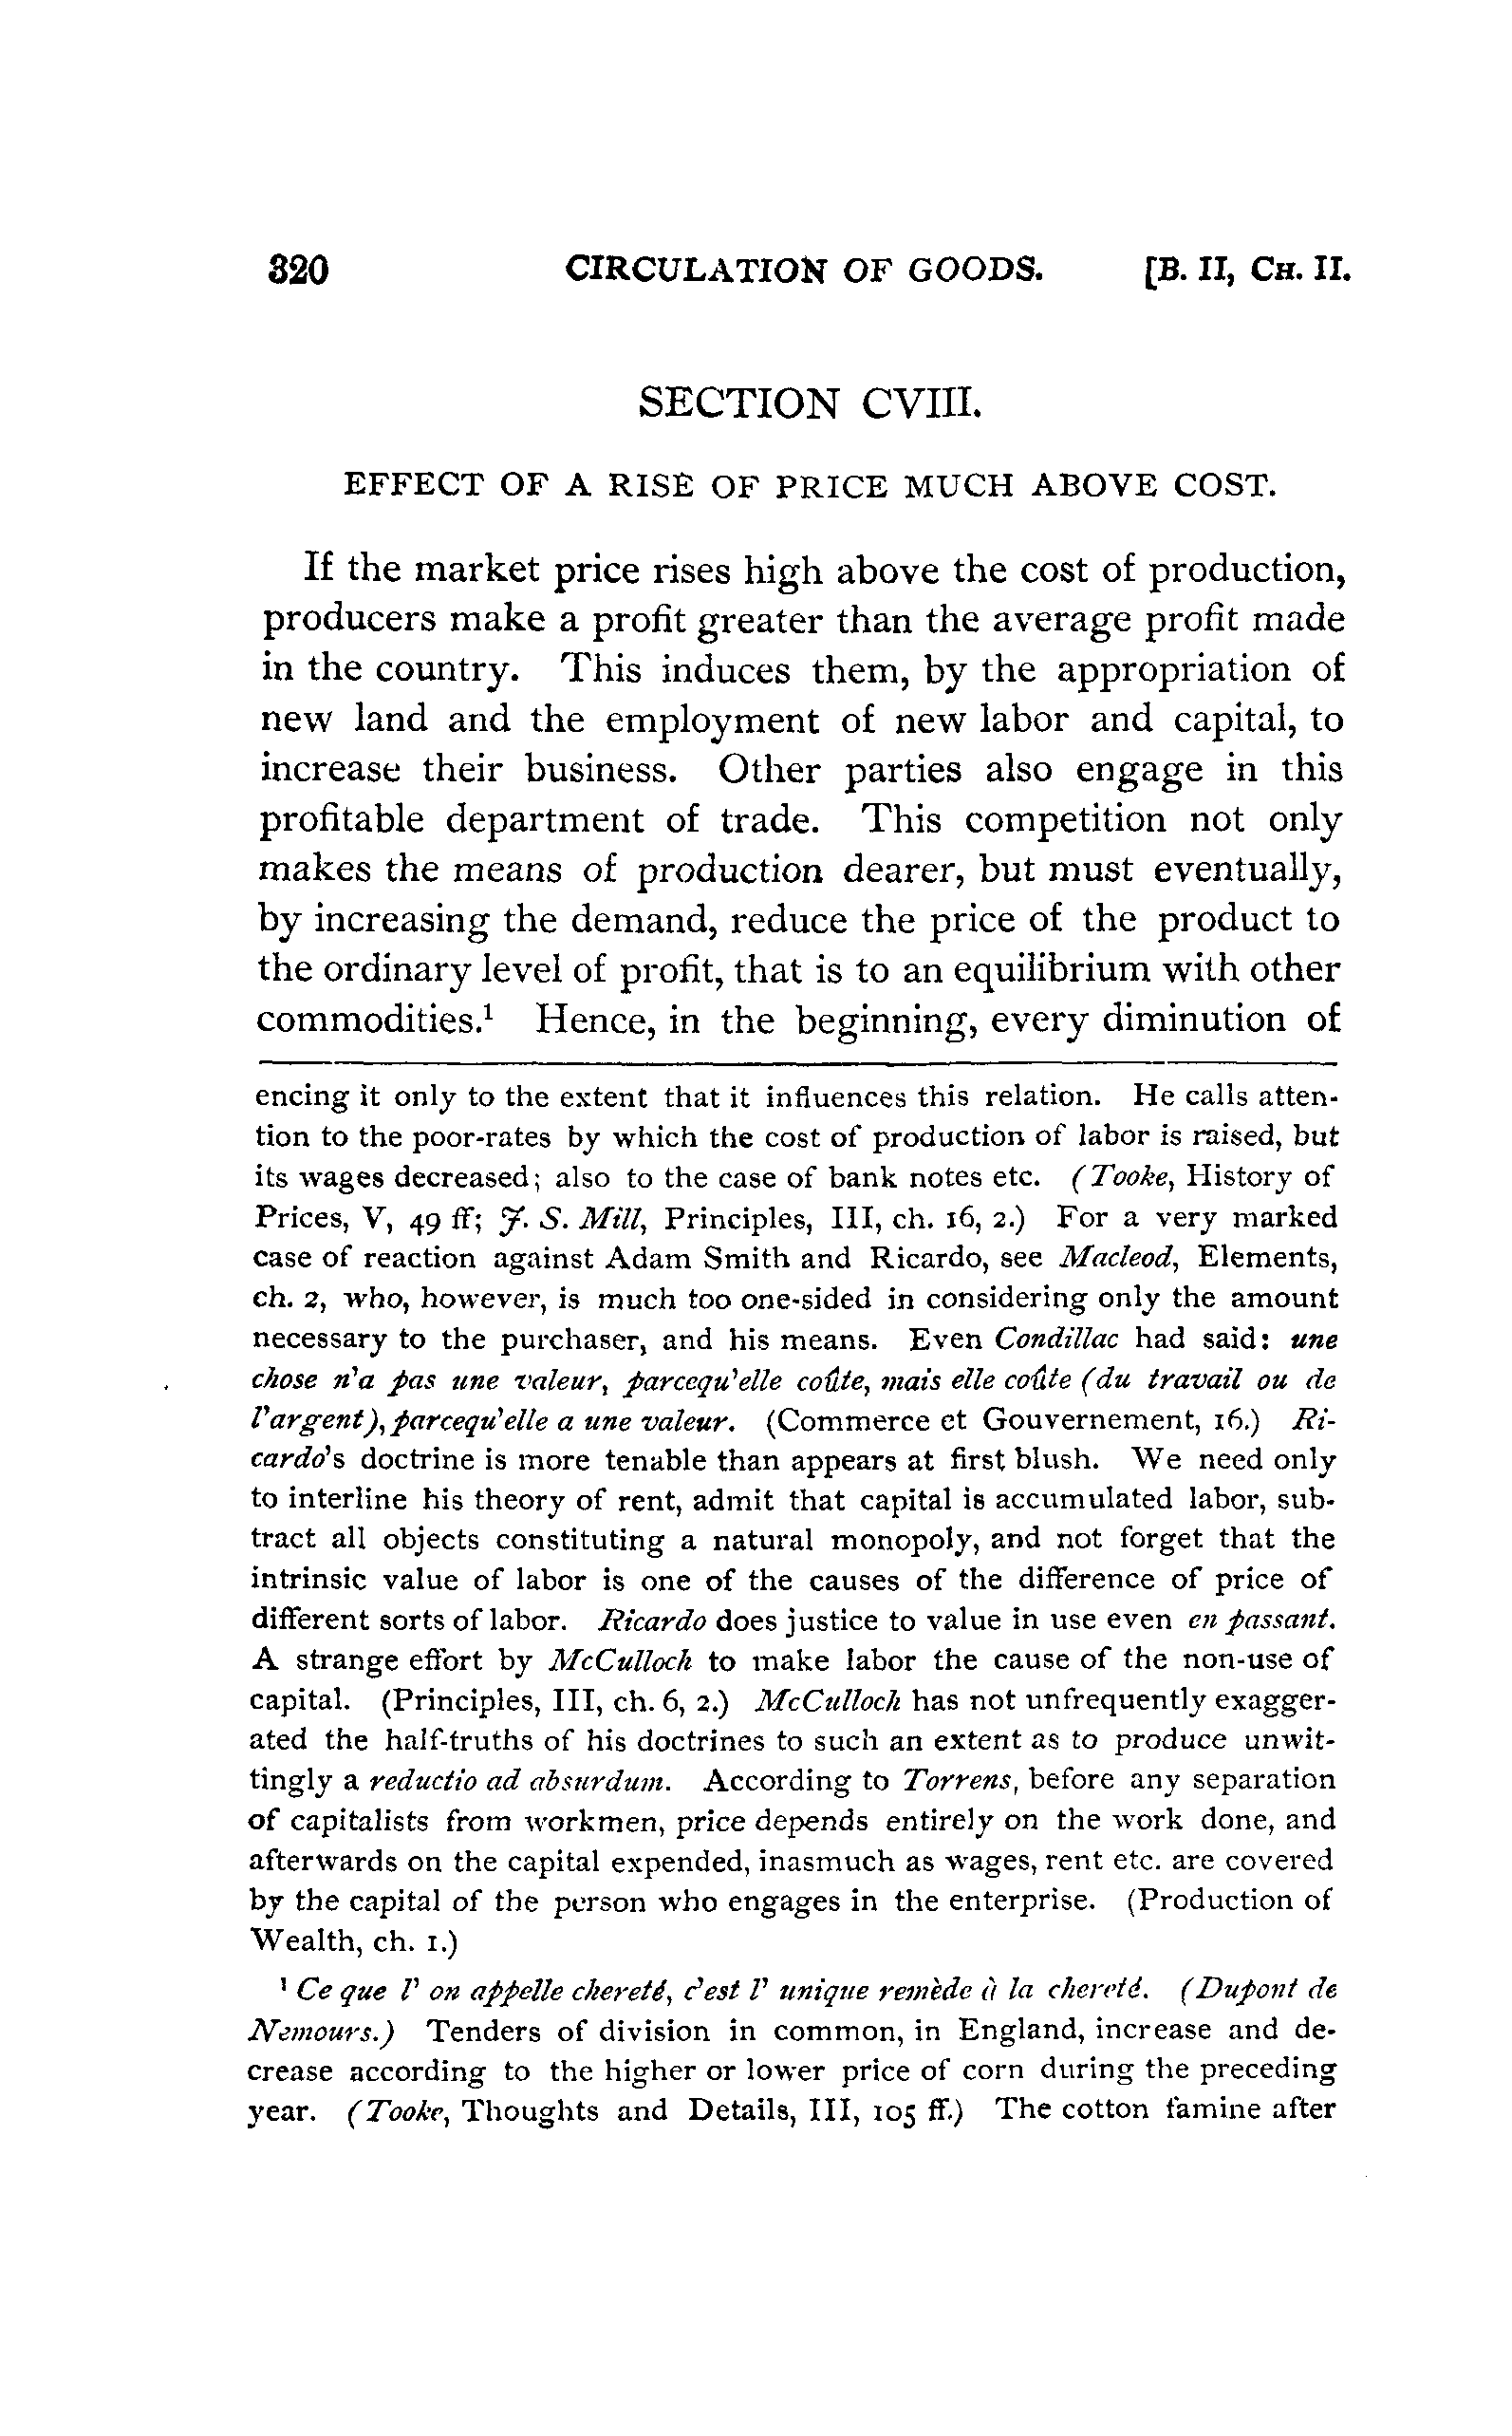 320 CIRCULATION OF GOODS. [B. II, CH. II.
SECTION CVIII.
EFFECT OF A RISE OF PRICE MUCH ABOVE COST.
If the market price rises high above the cost of production,
producers make a profit greater than the average profit made
in the country. This induces them, by the appropriation of
new land and the employment of new labor and capital, to
increase their business. Other parties also engage in this
profitable department of trade. This competition not only
makes the means of production dearer, but must eventually,
by increasing the demand, reduce the price of the product to
the ordinary level of profit, that is to an equilibrium with other
commodities.¹ Hence, in the beginning, every diminution of
encing it only to the extent that it influences this relation. He calls atten-
tion to the poor-rates by which the cost of production of labor is raised, but
its wages decreased; also to the case of bank notes etc. (Tooke, History of
Prices, V, 49 ff; J. S. Mill, Principles, III, ch. 16, 2.) For a very marked
case of reaction against Adam Smith and Ricardo, see Macleod, Elements,
ch. 2, who, however, is much too one-sided in considering only the amount
necessary to the purchaser, and his means. Even Condillac had said: une
chose n'a pas une valeur, parcequ'elle coûte, mais elle coûte (du travail ou de
l'argent), parcequ'elle a une valeur. (Commerce et Gouvernement, 16.) Ri-
cardo's doctrine is more tenable than appears at first blush. We need only
to interline his theory of rent, admit that capital is accumulated labor, sub-
tract all objects constituting a natural monopoly, and not forget that the
intrinsic value of labor is one of the causes of the difference of price of
different sorts of labor. Ricardo does justice to value in use even en passant.
A strange effort by McCulloch to make labor the cause of the non-use of
capital. (Principles, III, ch. 6, 2.) McCulloch has not unfrequently exagger-
ated the half-truths of his doctrines to such an extent as to produce unwit-
tingly a reductio ad absurdum. According to Torrens, before any separation
of capitalists from workmen, price depends entirely on the work done, and
afterwards on the capital expended, inasmuch as wages, rent etc. are covered
by the capital of the person who engages in the enterprise. (Production of
Wealth, ch. 1.)
¹ Ce que l' on appelle chereté, c'est l' unique remède à la chereté. (Dupont de
Nemours.) Tenders of division in common, in England, increase and de-
crease according to the higher or lower price of corn during the preceding
year. (Tooke, Thoughts and Details, III, 105 ff.) The cotton famine after